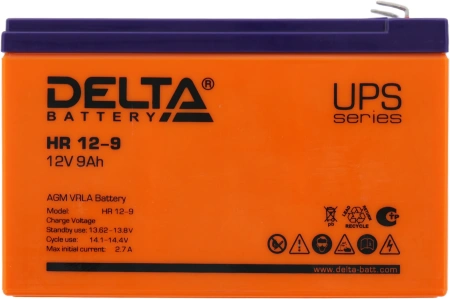 DELTA®
BATTERY
UPS
series
HR 12-9
12V 9Ah
AGM VRLA Battery
Model: HR 12-9
Charge Voltage
Standby use: 13.62 - 13.8V
Cycle use: 14.1-14.4V
Max initial current: 2.7A
Pb
RECYCLE
www.delta-batt.com